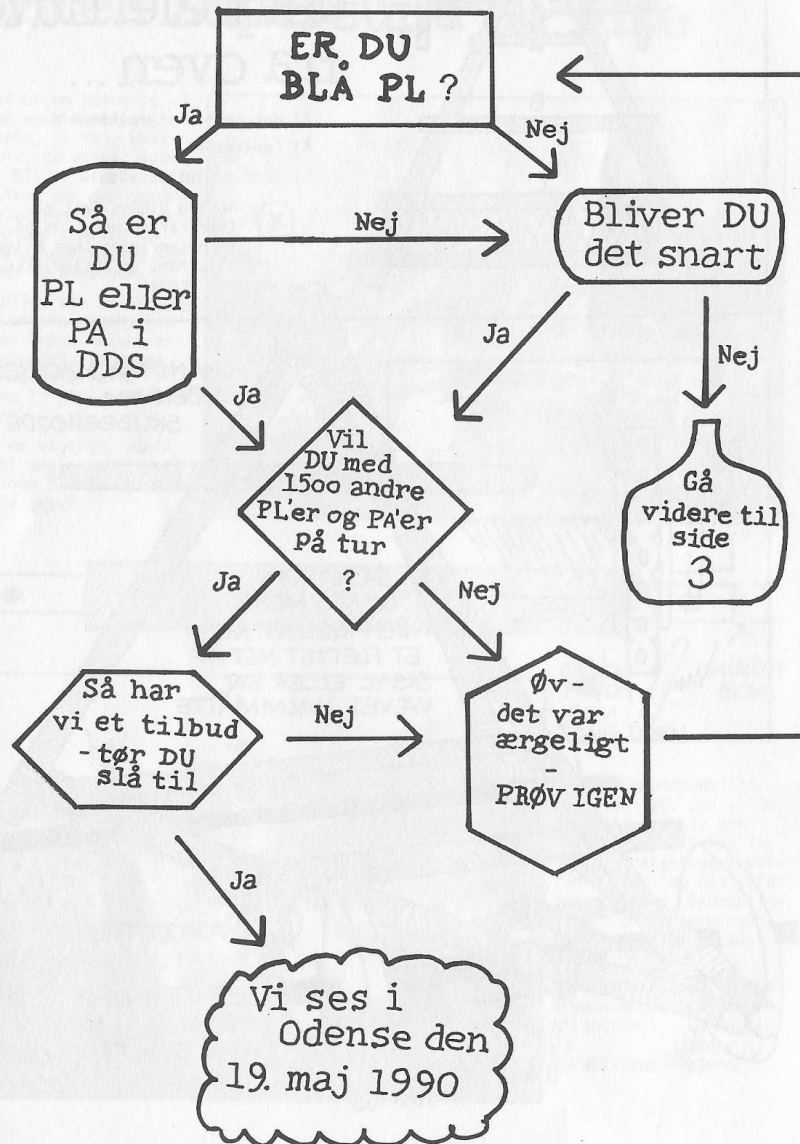 ER DU
BLÅ PL ?
Ja
Nej
Så er
DU
PL eller
PA i
DDS
Nej
Bliver DU
det snart
Ja
Nej
Ja
Vil
DU med
1500 andre
PL'er og PA'er
på tur
?
Gå
videre til
side
3
Ja
Nej
Så har
vi et tilbud
- tør DU
slå til
Nej
Øv-
det var
ærgeligt
-
PRØV IGEN
Ja
Vi ses i
Odense den
19. maj 1990